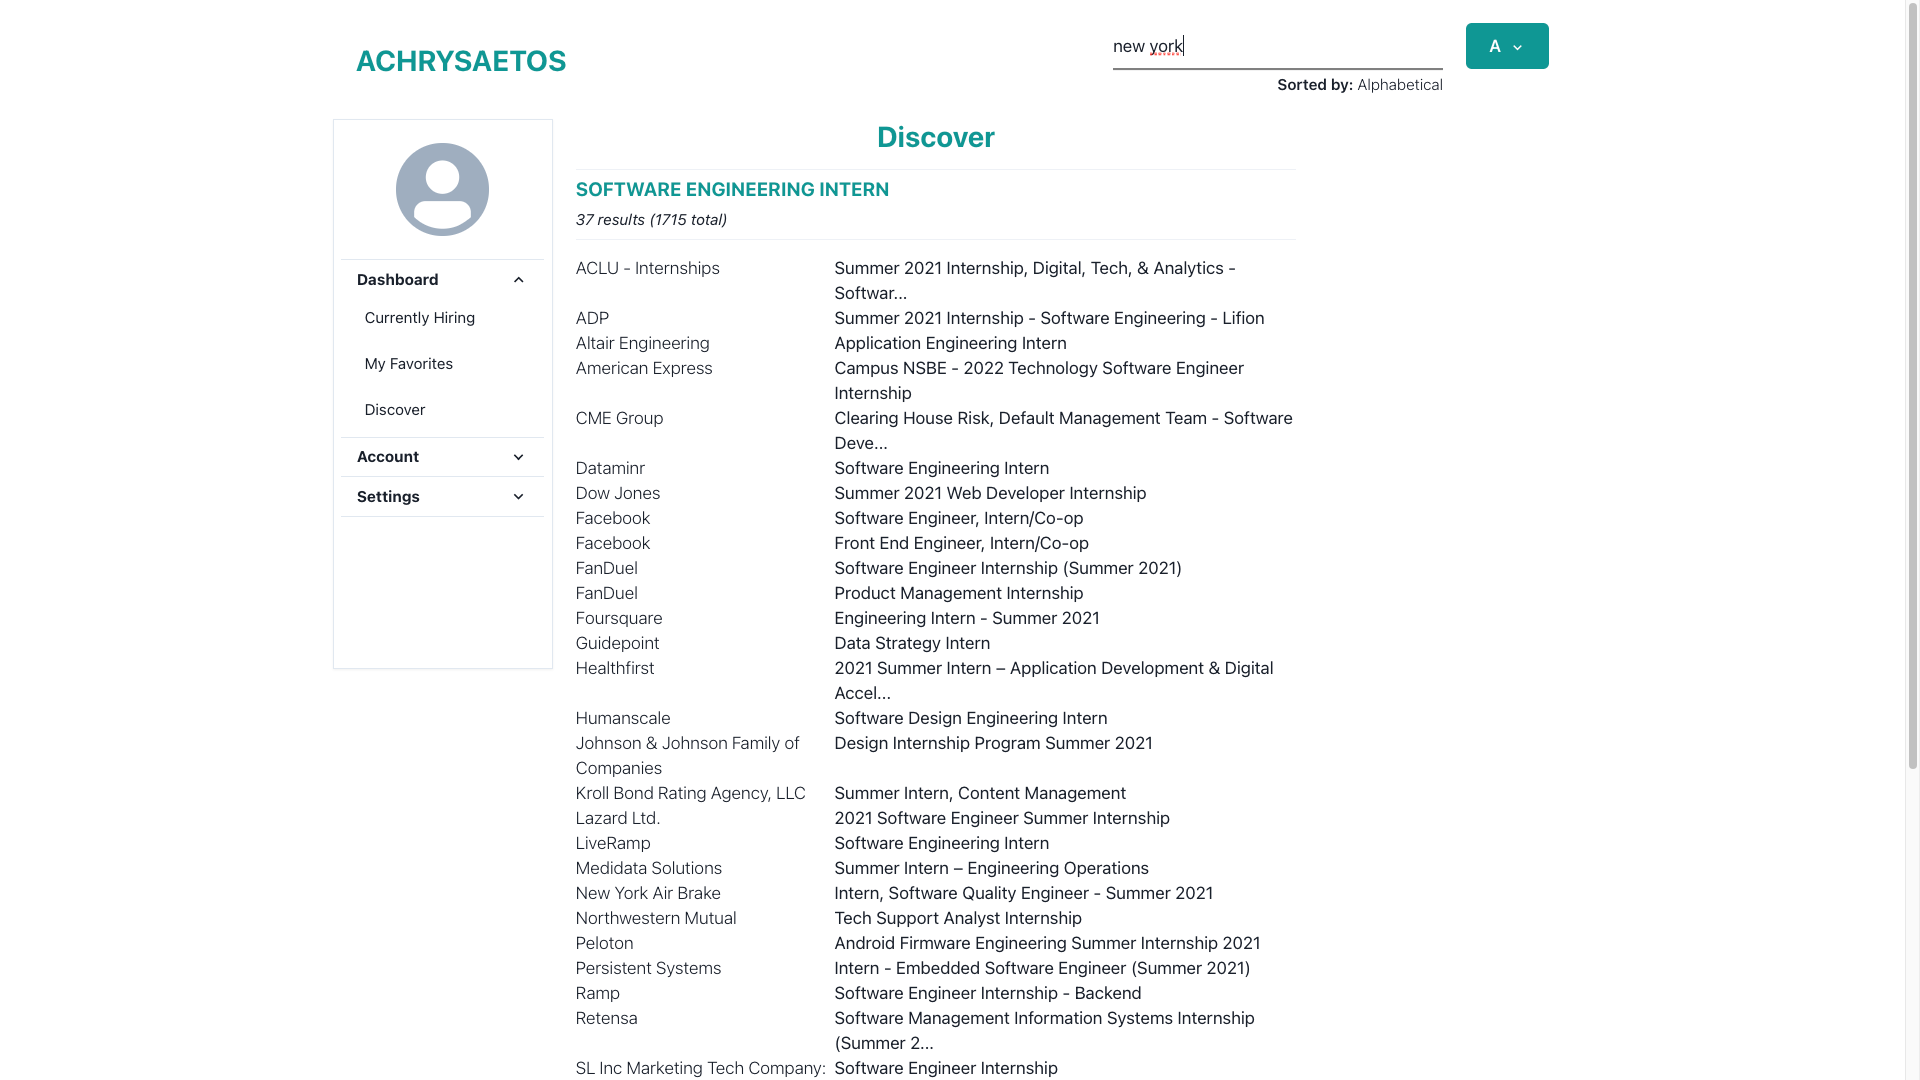 ACHRYSAETOS
new york
A
Sorted by: Alphabetical
Dashboard
Currently Hiring
My Favorites
Discover
Account
Settings
Discover
SOFTWARE ENGINEERING INTERN
37 results (1715 total)
ACLU - Internships Summer 2021 Internship, Digital, Tech, & Analytics -
Softwar...
ADP Summer 2021 Internship - Software Engineering - Lifion
Altair Engineering Application Engineering Intern
American Express Campus NSBE - 2022 Technology Software Engineer
Internship
CME Group Clearing House Risk, Default Management Team - Software
Deve...
Dataminr Software Engineering Intern
Dow Jones Summer 2021 Web Developer Internship
Facebook Software Engineer, Intern/Co-op
Facebook Front End Engineer, Intern/Co-op
FanDuel Software Engineer Internship (Summer 2021)
FanDuel Product Management Internship
Foursquare Engineering Intern - Summer 2021
Guidepoint Data Strategy Intern
Healthfirst 2021 Summer Intern – Application Development & Digital
Accel...
Humanscale Software Design Engineering Intern
Johnson & Johnson Family of Design Internship Program Summer 2021
Companies
Kroll Bond Rating Agency, LLC Summer Intern, Content Management
Lazard Ltd. 2021 Software Engineer Summer Internship
LiveRamp Software Engineering Intern
Medidata Solutions Summer Intern – Engineering Operations
New York Air Brake Intern, Software Quality Engineer - Summer 2021
Northwestern Mutual Tech Support Analyst Internship
Peloton Android Firmware Engineering Summer Internship 2021
Persistent Systems Intern - Embedded Software Engineer (Summer 2021)
Ramp Software Engineer Internship - Backend
Retensa Software Management Information Systems Internship
(Summer 2...
SL Inc Marketing Tech Company: Software Engineer Internship